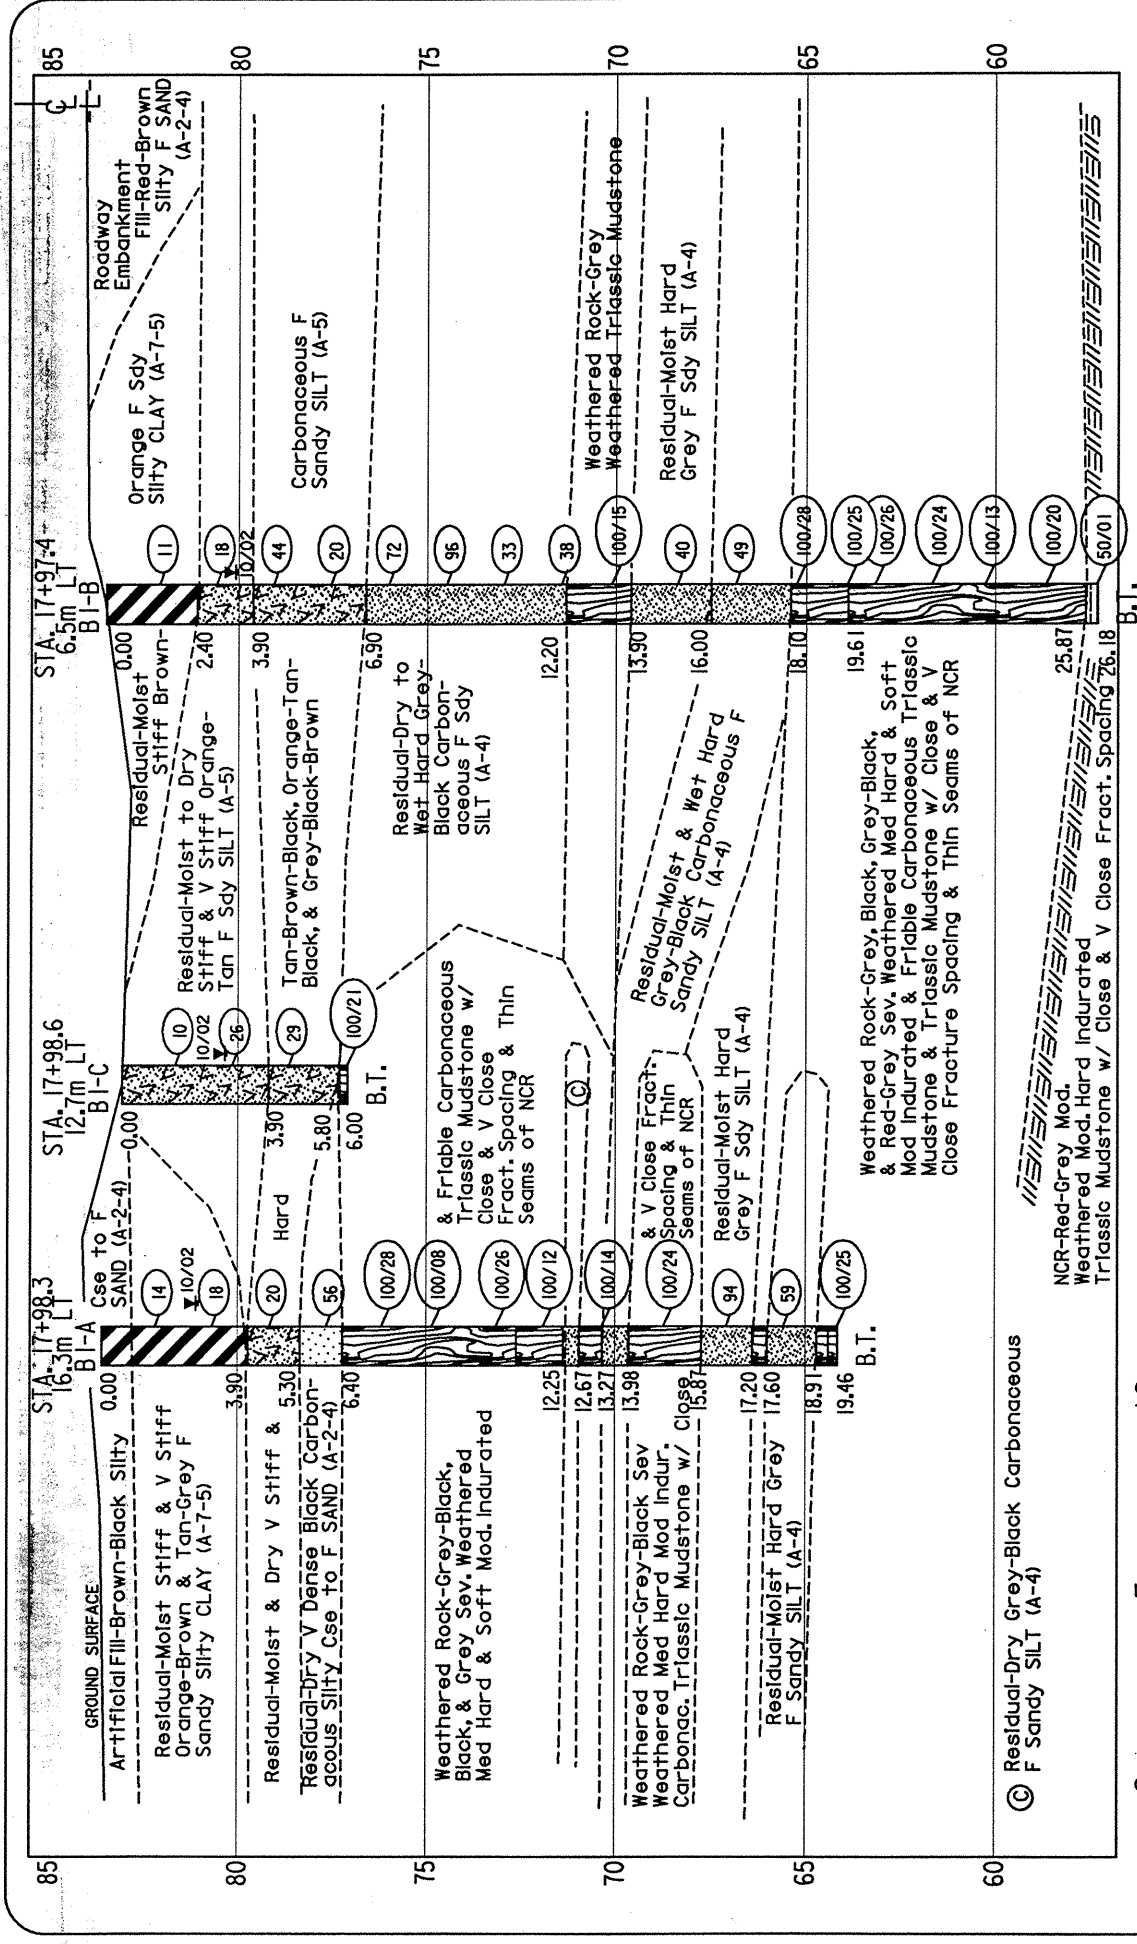 85
80
75
70
65
60
85
80
75
70
65
60
GROUND SURFACE
STA. 17+98.3
16.3m LT
B1-A
STA. 17+98.6
12.7m LT
B1-C
STA. 17+97.4
6.5m LT
B1-B
℄
-L-
Artificial Fill-Brown-Black Silty
Cse to F
SAND (A-2-4)
Residual-Moist Stiff & V Stiff
Orange-Brown & Tan-Grey F
Sandy Silty CLAY (A-7-5)
Residual-Moist & Dry V Stiff &
Hard
Residual-Dry V Dense Black Carbon-
acous Silty Cse to F SAND (A-2-4)
Weathered Rock-Grey-Black,
Black, & Grey Sev. Weathered
Med Hard & Soft Mod. Indurated
& Friable Carbonaceous
Triassic Mudstone w/
Close & V Close
Fract. Spacing & Thin
Seams of NCR
Weathered Rock-Grey-Black Sev
Weathered Med Hard Mod Indur.
Carbonac. Triassic Mudstone w/ Close
& V Close Fract.
Spacing & Thin
Seams of NCR
Residual-Moist Hard Grey
F Sandy SILT (A-4)
Residual-Moist Hard
Grey F Sdy SILT (A-4)
0.00
3.90
5.30
6.40
12.25
12.67
13.27
13.98
15.87
17.20
17.60
18.91
19.46
14
10/02
18
20
56
100/28
100/08
100/26
100/12
100/14
100/24
94
59
100/25
B.T.
0.00
3.90
5.80
6.00
10
10/02
26
29
100/21
B.T.
C
Residual-Moist
Stiff Brown-
Orange F Sdy
Silty CLAY (A-7-5)
Roadway
Embankment
Fill-Red-Brown
Silty F SAND
(A-2-4)
Residual-Moist to Dry
Stiff & V Stiff Orange-
Tan F Sdy SILT (A-5)
Tan-Brown-Black, Orange-Tan-
Black, & Grey-Black-Brown
Carbonaceous F
Sandy SILT (A-5)
Residual-Dry to
Wet Hard Grey-
Black Carbon-
aceous F Sdy
SILT (A-4)
Weathered Rock-Grey
Weathered Triassic Mudstone
Residual-Moist Hard
Grey F Sdy SILT (A-4)
Residual-Moist & Wet Hard
Grey-Black Carbonaceous F
Sandy SILT (A-4)
Weathered Rock-Grey, Black, Grey-Black,
& Red-Grey Sev. Weathered Med Hard & Soft
Mod Indurated & Friable Carbonaceous Triassic
Mudstone & Triassic Mudstone w/ Close & V
Close Fracture Spacing & Thin Seams of NCR
NCR-Red-Grey Mod.
Weathered Mod. Hard Indurated
Triassic Mudstone w/ Close & V Close Fract. Spacing
0.00
2.40
3.90
6.90
12.20
13.90
16.00
18.10
19.61
25.87
26.18
11
18
10/02
44
20
72
96
33
38
100/15
40
49
100/28
100/25
100/26
100/24
100/13
100/20
50/01
B.T.
C Residual-Dry Grey-Black Carbonaceous
F Sandy SILT (A-4)